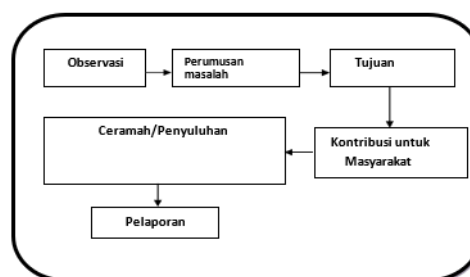 Observasi
Perumusan
masalah
Tujuan
Kontribusi untuk
Masyarakat
Ceramah/Penyuluhan
Pelaporan